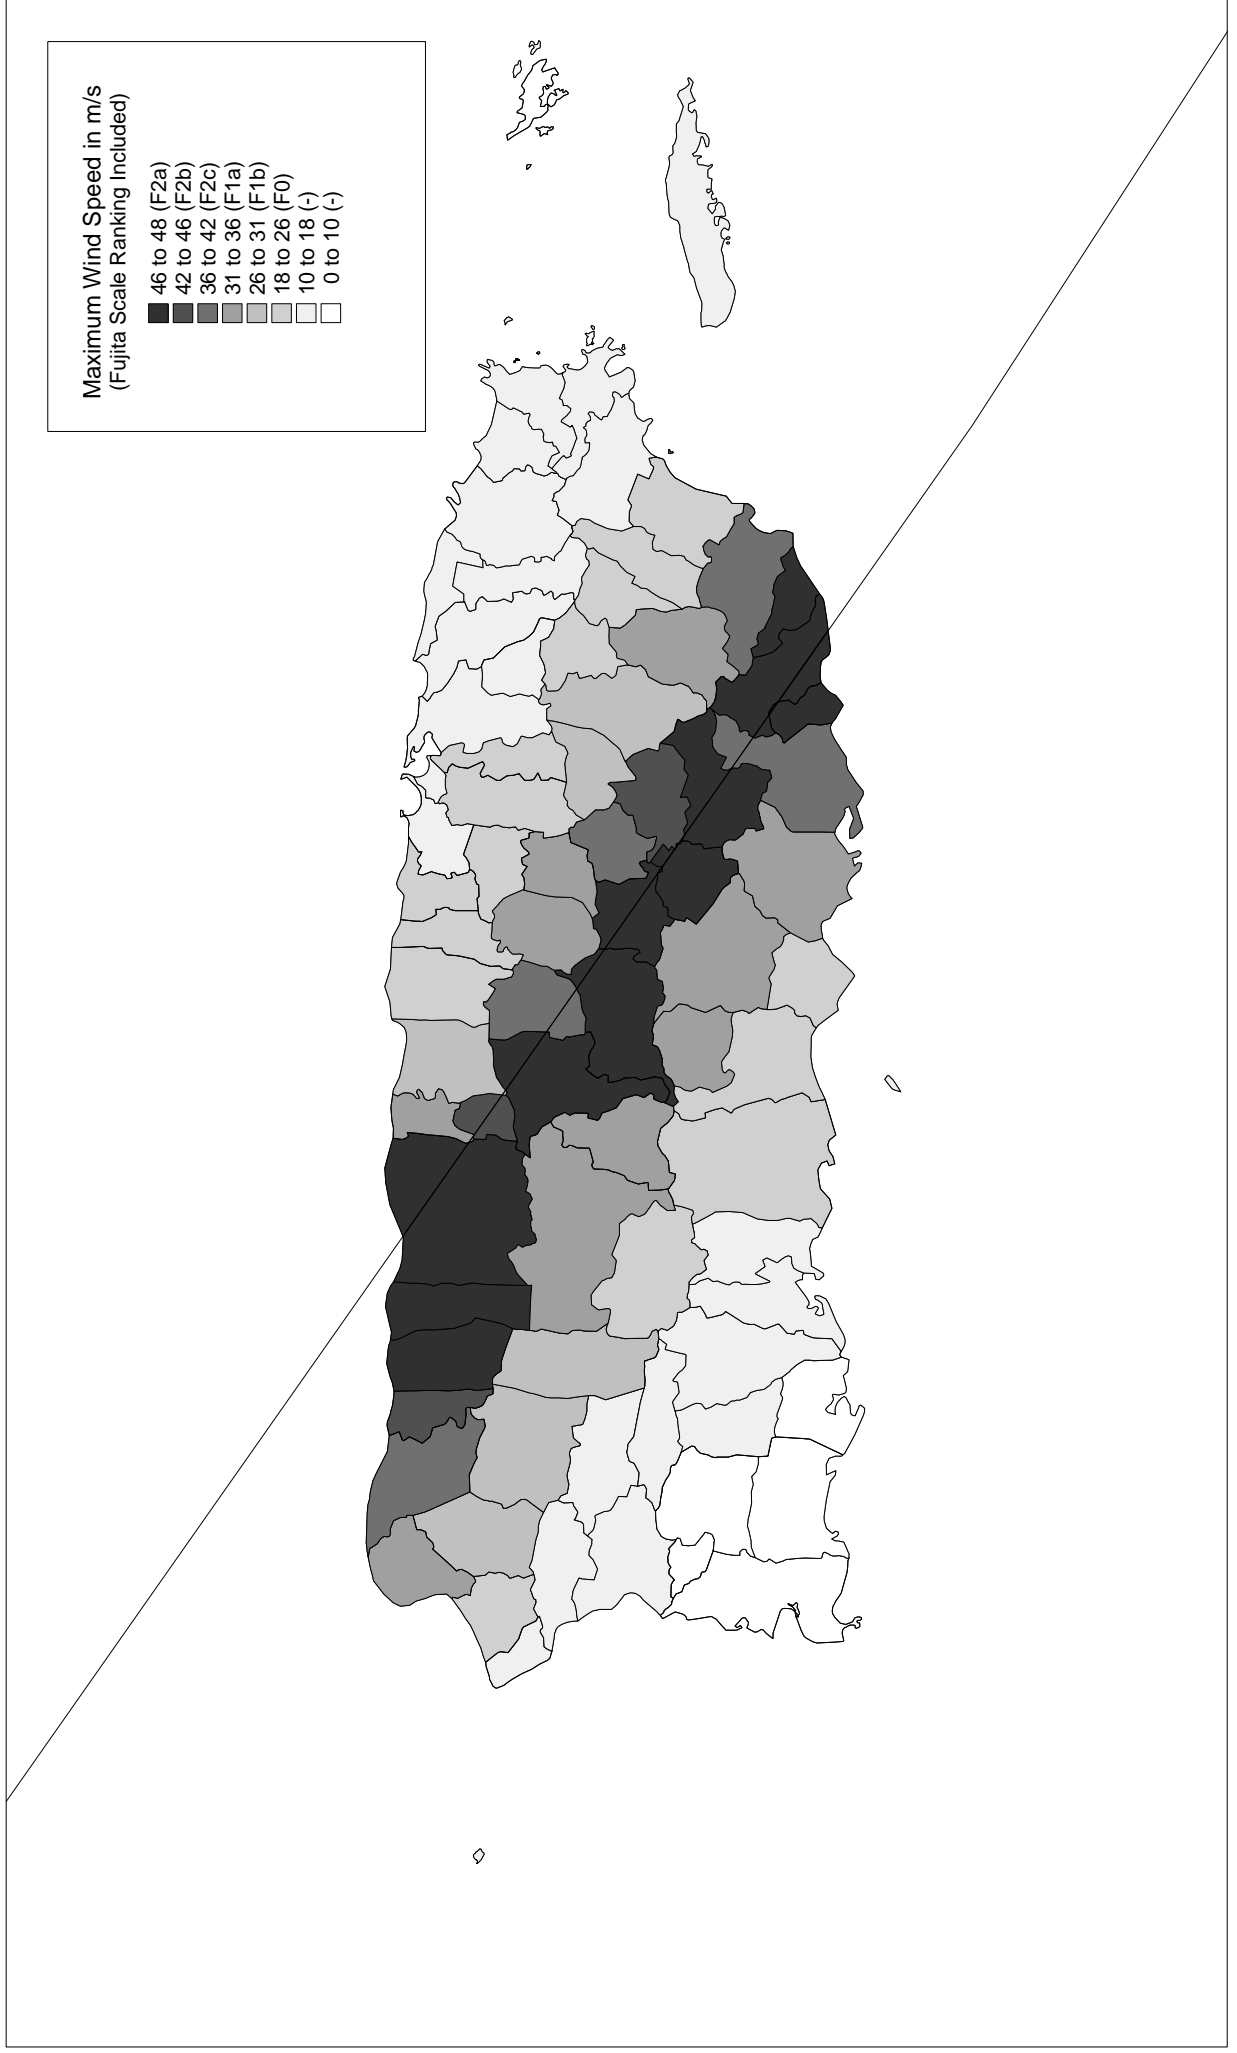 Maximum Wind Speed in m/s
(Fujita Scale Ranking Included)
46 to 48 (F2a)
42 to 46 (F2b)
36 to 42 (F2c)
31 to 36 (F1a)
26 to 31 (F1b)
18 to 26 (F0)
10 to 18 (-)
0 to 10 (-)